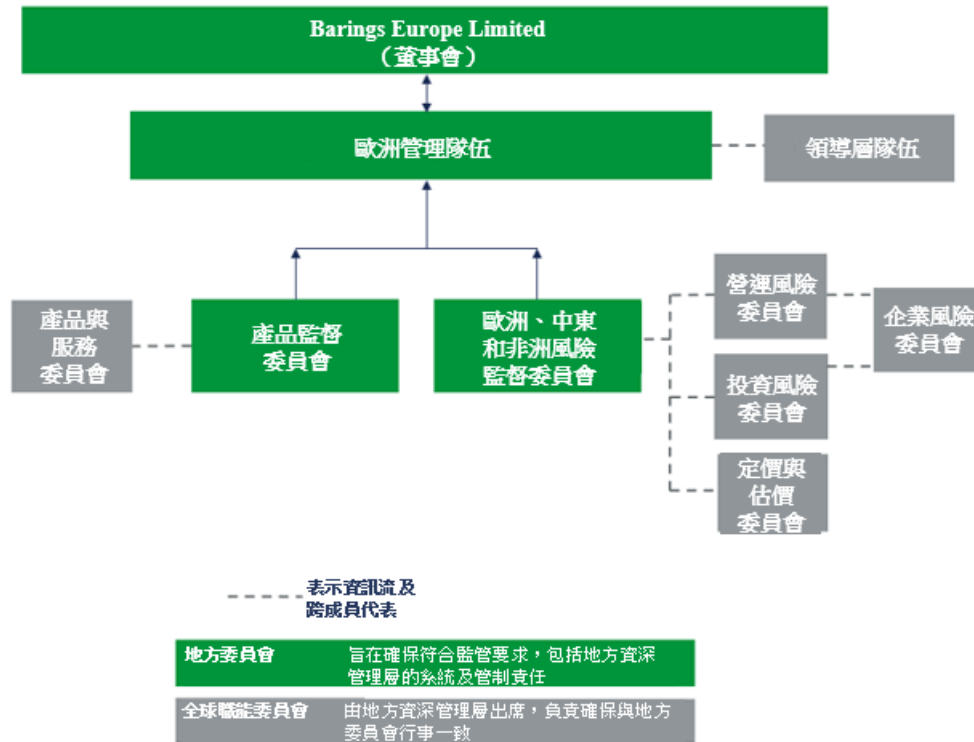 Barings Europe Limited
（董事會）
歐洲管理隊伍
領導層隊伍
產品與
服務
委員會
產品監督
委員會
歐洲、中東
和非洲風險
監督委員會
營運風險
委員會
企業風險
委員會
投資風險
委員會
定價與
估價
委員會
表示資訊流及
跨成員代表
地方委員會
旨在確保符合監管要求，包括地方資深
管理層的系統及管制責任
全球職能委員會
由地方資深管理層出席，負責確保與地方
委員會行事一致